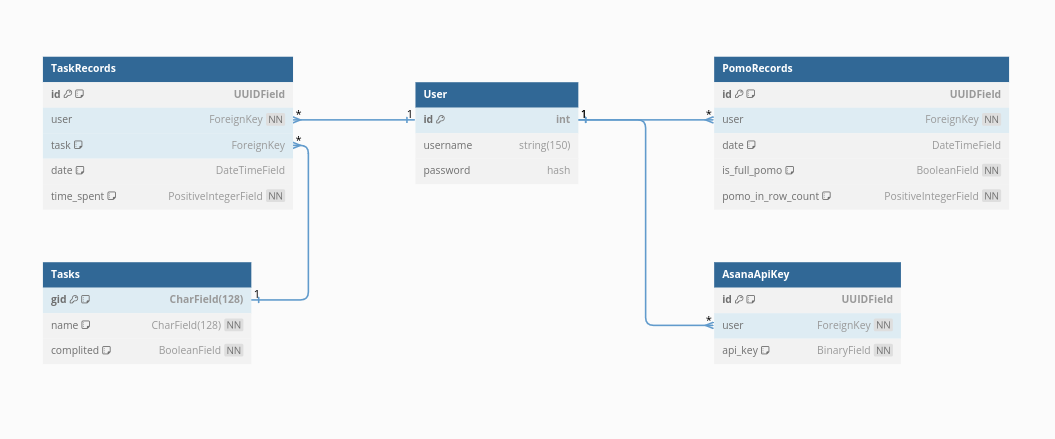 TaskRecords
id UUIDField
user ForeignKey NN
task ForeignKey
date DateTimeField
time_spent PositiveIntegerField NN
*
*
1
User
id int
username string(150)
password hash
1
*
*
PomoRecords
id UUIDField
user ForeignKey NN
date DateTimeField
is_full_pomo BooleanField NN
pomo_in_row_count PositiveIntegerField NN
Tasks
gid CharField(128)
name CharField(128) NN
complited BooleanField NN
1
AsanaApiKey
id UUIDField
user ForeignKey NN
api_key BinaryField NN